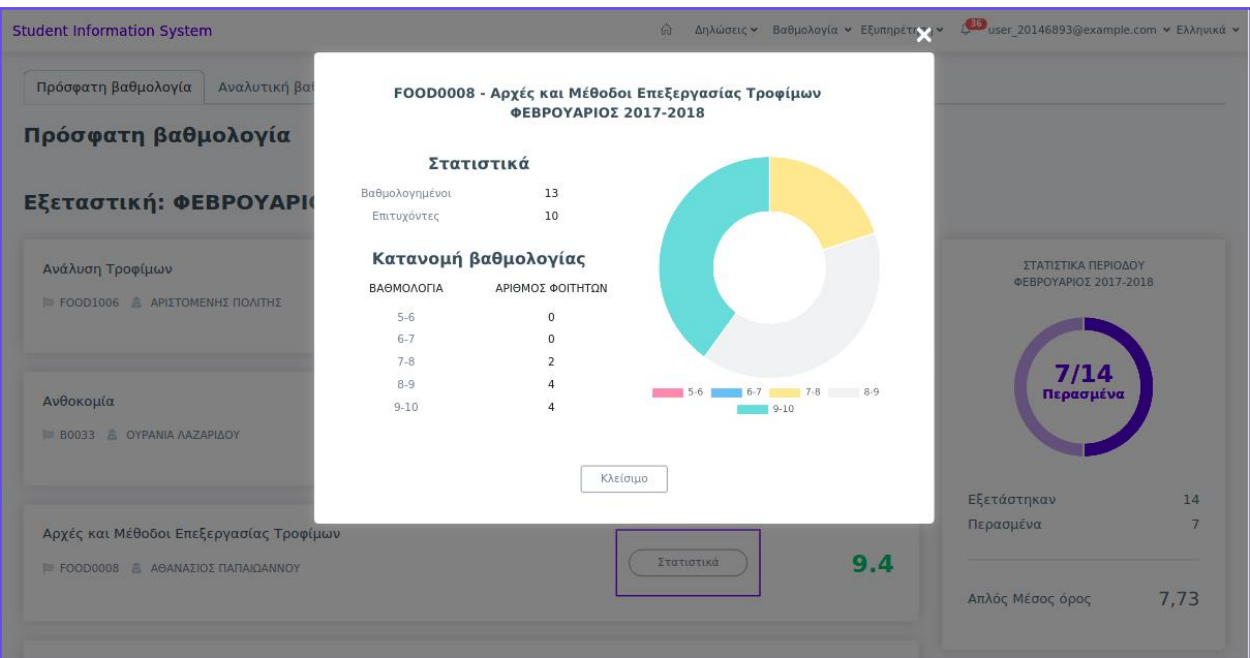 Student Information System
Δηλώσεις Βαθμολογία
36 user_20146893@example.com Ελληνικά
Πρόσφατη βαθμολογία
Πρόσφατη βαθμολογία
Εξεταστική:
Ανάλυση Τροφίμων
FOOD1006 ΑΡΙΣΤΟΜΕΝΗΣ ΠΟΛΙΤΗΣ
Ανθοκομία
B0033 ΟΥΡΑΝΙΑ ΛΑΖΑΡΙΔΟΥ
Αρχές και Μέθοδοι Επεξεργασίας Τροφίμων
FOOD0008 ΑΘΑΝΑΣΙΟΣ ΠΑΠΑΙΩΑΝΝΟΥ
Στατιστικά
9.4
FOOD0008 - Αρχές και Μέθοδοι Επεξεργασίας Τροφίμων
ΦΕΒΡΟΥΑΡΙΟΣ 2017-2018
Στατιστικά
Βαθμολογημένοι 13
Επιτυχόντες 10
Κατανομή βαθμολογίας
ΒΑΘΜΟΛΟΓΙΑ ΑΡΙΘΜΟΣ ΦΟΙΤΗΤΩΝ
5-6 0
6-7 0
7-8 2
8-9 4
9-10 4
5-6 6-7 7-8 8-9
9-10
Κλείσιμο
ΣΤΑΤΙΣΤΙΚΑ ΠΕΡΙΟΔΟΥ
ΦΕΒΡΟΥΑΡΙΟΣ 2017-2018
7/14
Περασμένα
Εξετάστηκαν 14
Περασμένα 7
Απλός Μέσος όρος 7,73